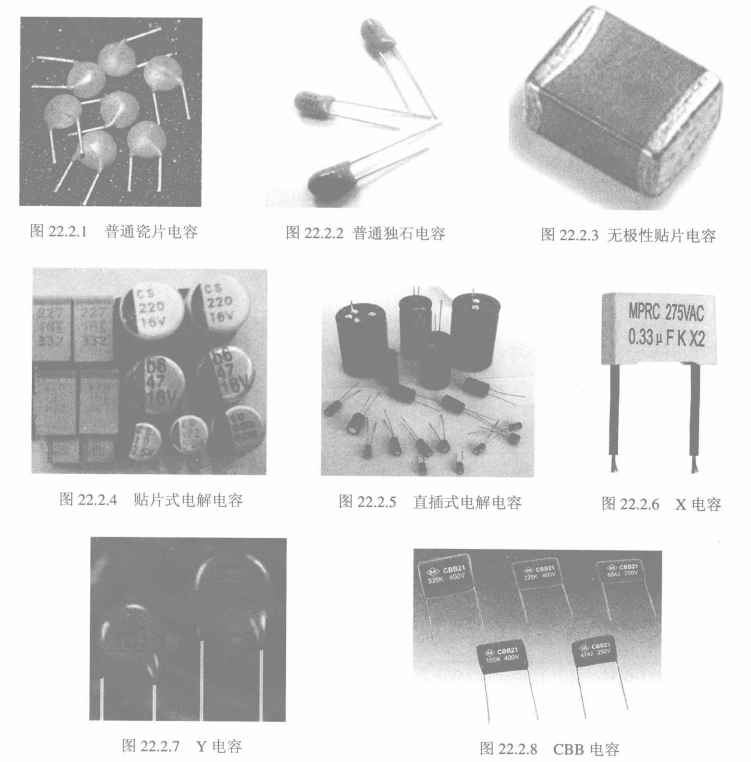 图 22.2.1 普通瓷片电容
图 22.2.2 普通独石电容
图 22.2.3 无极性贴片电容
227
16K
332
227
16K
332
CS
220
16V
CS
220
16V
b6
47
16V
b6
47
16V
MPRC 275VAC
0.33 μ F K X2
图 22.2.4 贴片式电解电容
图 22.2.5 直插式电解电容
图 22.2.6 X 电容
CBB21
335K 400V
CBB21
225K 400V
CBB21
684J 250V
CBB21
105K 400V
CBB21
474J 250V
图 22.2.7 Y 电容
图 22.2.8 CBB 电容